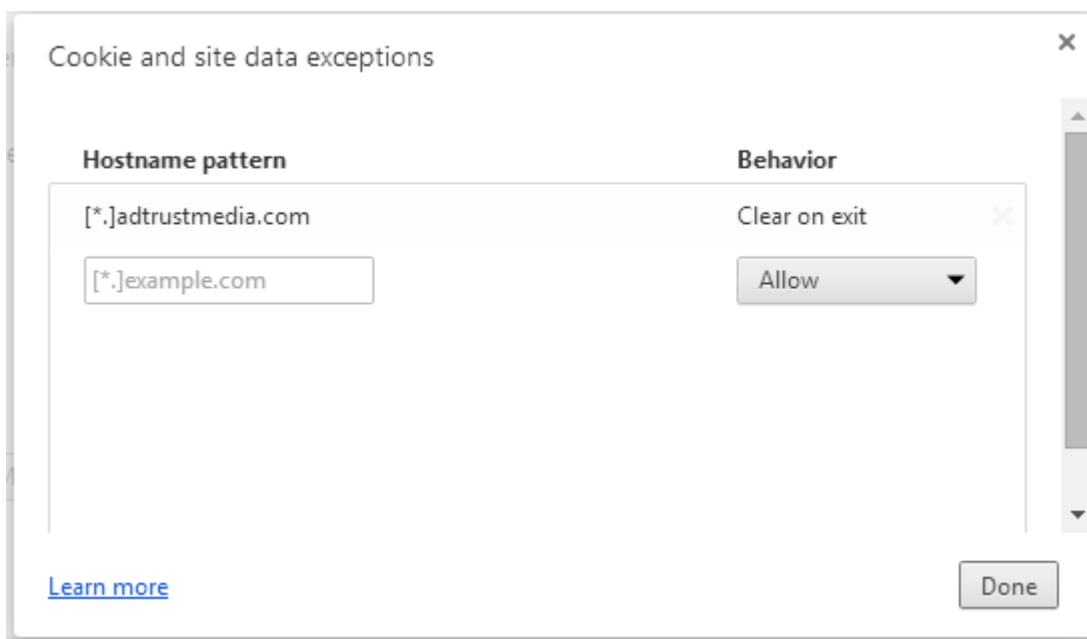 Cookie and site data exceptions
Hostname pattern Behavior
[*.]adtrustmedia.com Clear on exit
[*.]example.com Allow
Learn more Done